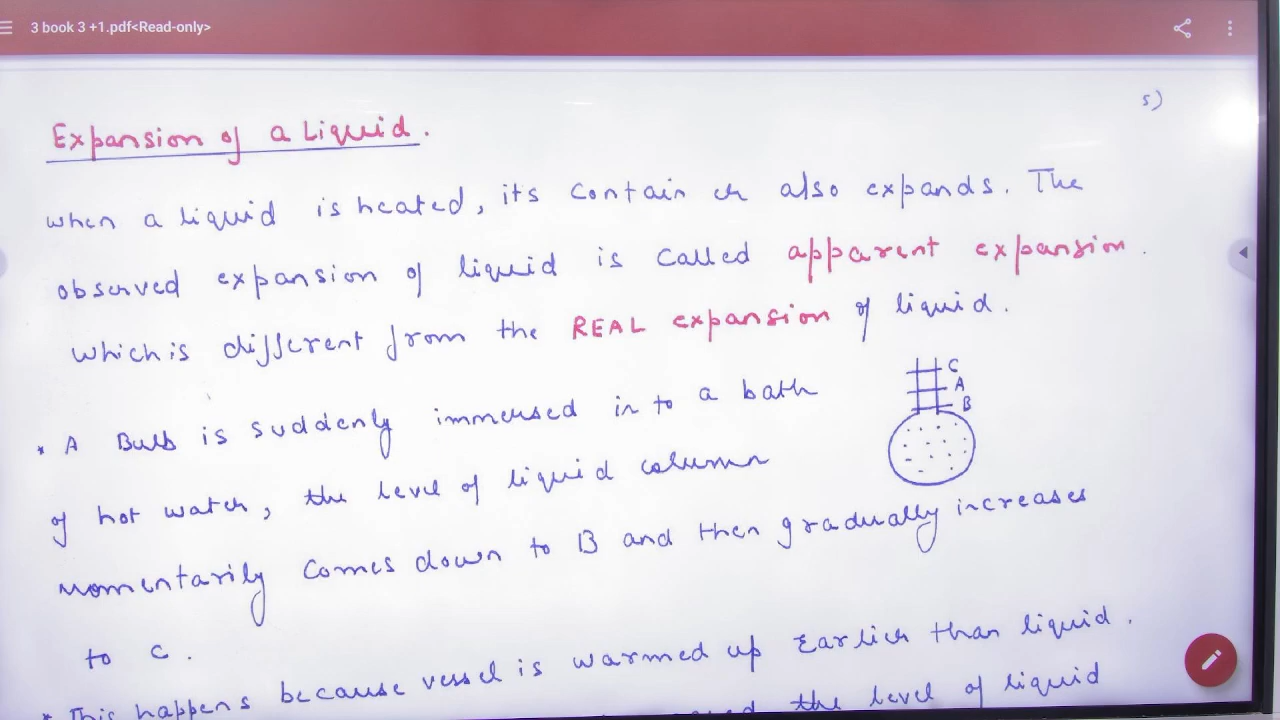 3 book 3 +1.pdf<Read-only>
5)
Expansion of a Liquid.
when a liquid is heated, its container also expands. The
observed expansion of liquid is called apparent expansion.
which is different from the REAL expansion of liquid.
C
A
B
* A Bulb is suddenly immersed in to a bath
of hot water, the level of liquid column
momentarily comes down to B and then gradually increases
to C.
* This happens because vessel is warmed up Earlier than liquid.
the level of liquid